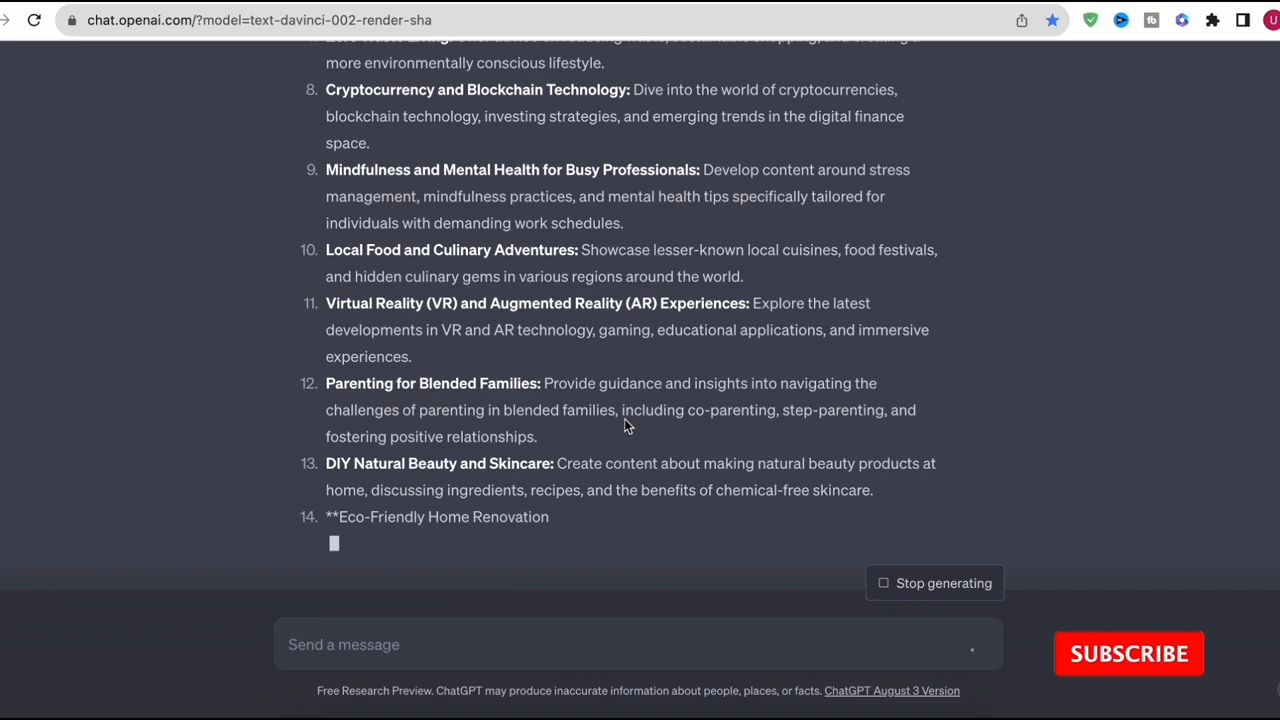 chat.openai.com/?model=text-davinci-002-render-sha
more environmentally conscious lifestyle.
8. Cryptocurrency and Blockchain Technology: Dive into the world of cryptocurrencies,
blockchain technology, investing strategies, and emerging trends in the digital finance
space.
9. Mindfulness and Mental Health for Busy Professionals: Develop content around stress
management, mindfulness practices, and mental health tips specifically tailored for
individuals with demanding work schedules.
10. Local Food and Culinary Adventures: Showcase lesser-known local cuisines, food festivals,
and hidden culinary gems in various regions around the world.
11. Virtual Reality (VR) and Augmented Reality (AR) Experiences: Explore the latest
developments in VR and AR technology, gaming, educational applications, and immersive
experiences.
12. Parenting for Blended Families: Provide guidance and insights into navigating the
challenges of parenting in blended families, including co-parenting, step-parenting, and
fostering positive relationships.
13. DIY Natural Beauty and Skincare: Create content about making natural beauty products at
home, discussing ingredients, recipes, and the benefits of chemical-free skincare.
14. **Eco-Friendly Home Renovation
Stop generating
Send a message
SUBSCRIBE
Free Research Preview. ChatGPT may produce inaccurate information about people, places, or facts. ChatGPT August 3 Version